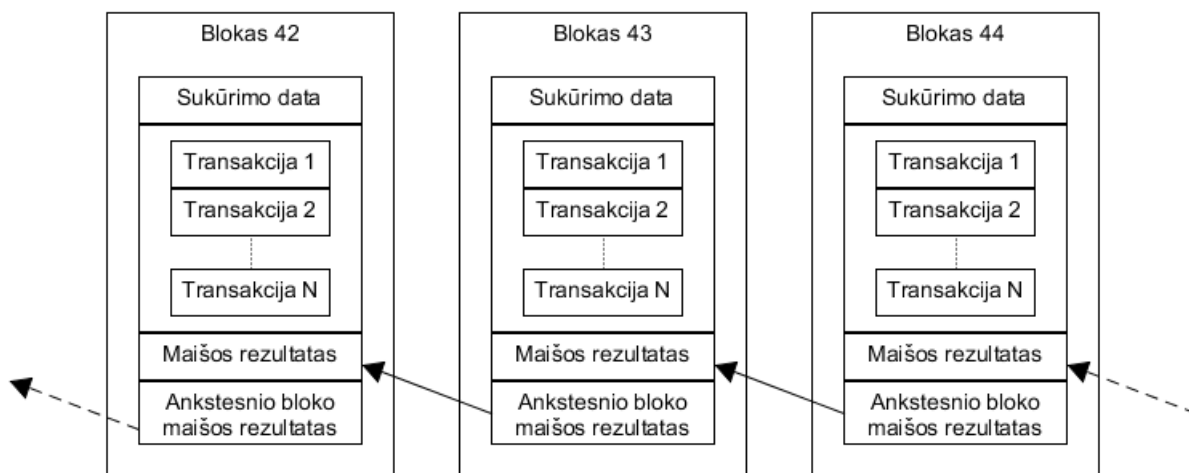 Blokas 42
Sukūrimo data
Transakcija 1
Transakcija 2
Transakcija N
Maišos rezultatas
Ankstesnio bloko
maišos rezultatas
Blokas 43
Sukūrimo data
Transakcija 1
Transakcija 2
Transakcija N
Maišos rezultatas
Ankstesnio bloko
maišos rezultatas
Blokas 44
Sukūrimo data
Transakcija 1
Transakcija 2
Transakcija N
Maišos rezultatas
Ankstesnio bloko
maišos rezultatas